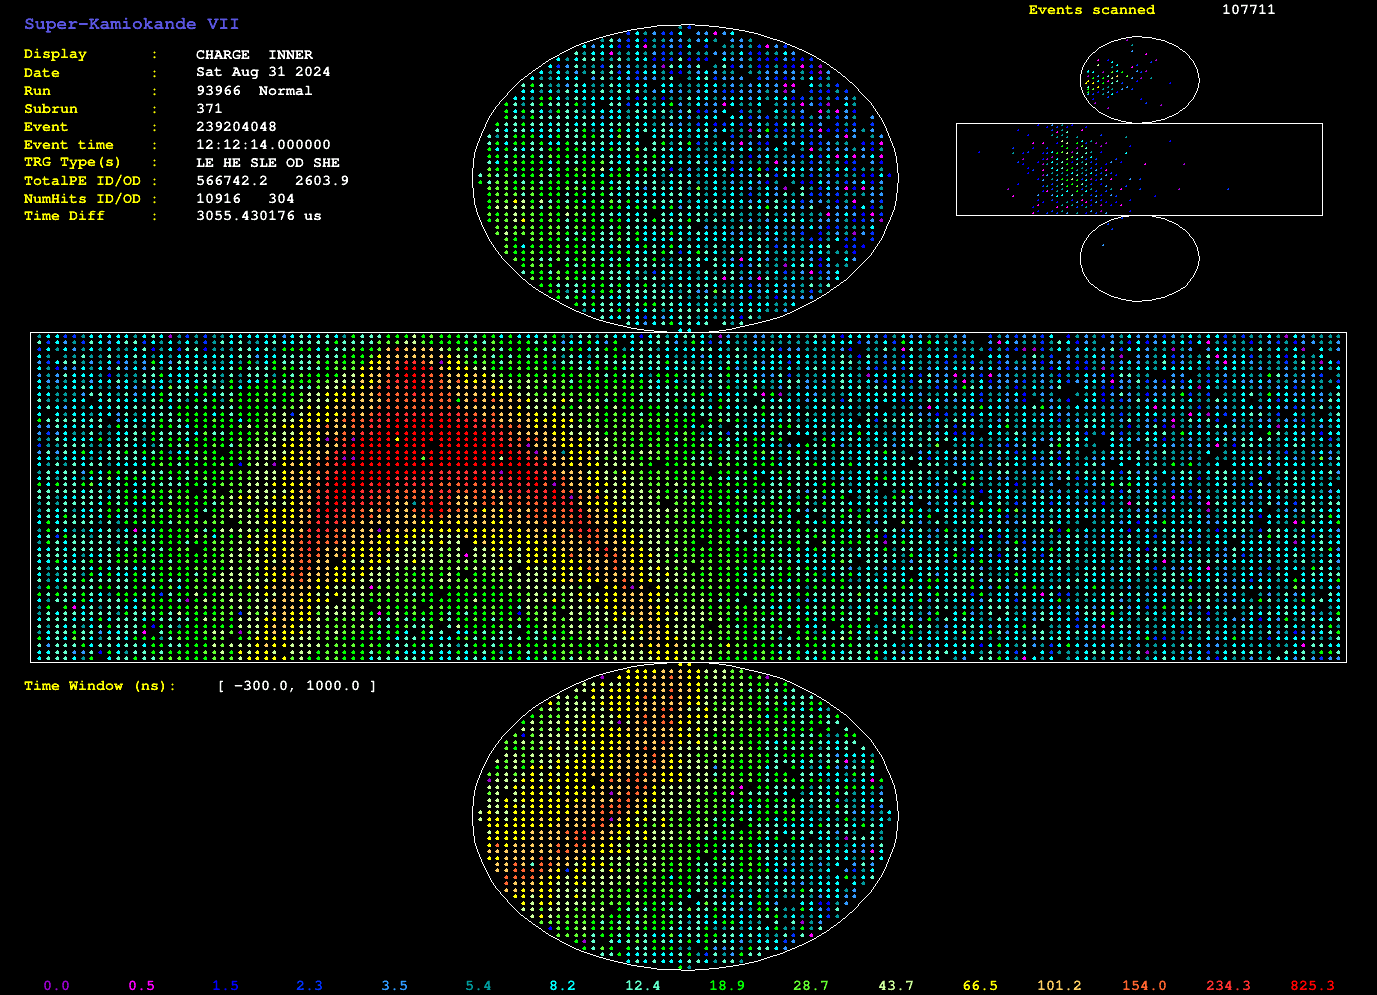 Super-Kamiokande VII
Events scanned 107711
Display : CHARGE INNER
Date : Sat Aug 31 2024
Run : 93966 Normal
Subrun : 371
Event : 239204048
Event time : 12:12:14.000000
TRG Type(s) : LE HE SLE OD SHE
TotalPE ID/OD : 566742.2 2603.9
NumHits ID/OD : 10916 304
Time Diff : 3055.430176 us
Time Window (ns): [ -300.0, 1000.0 ]
0.0 0.5 1.5 2.3 3.5 5.4 8.2 12.4 18.9 28.7 43.7 66.5 101.2 154.0 234.3 825.3